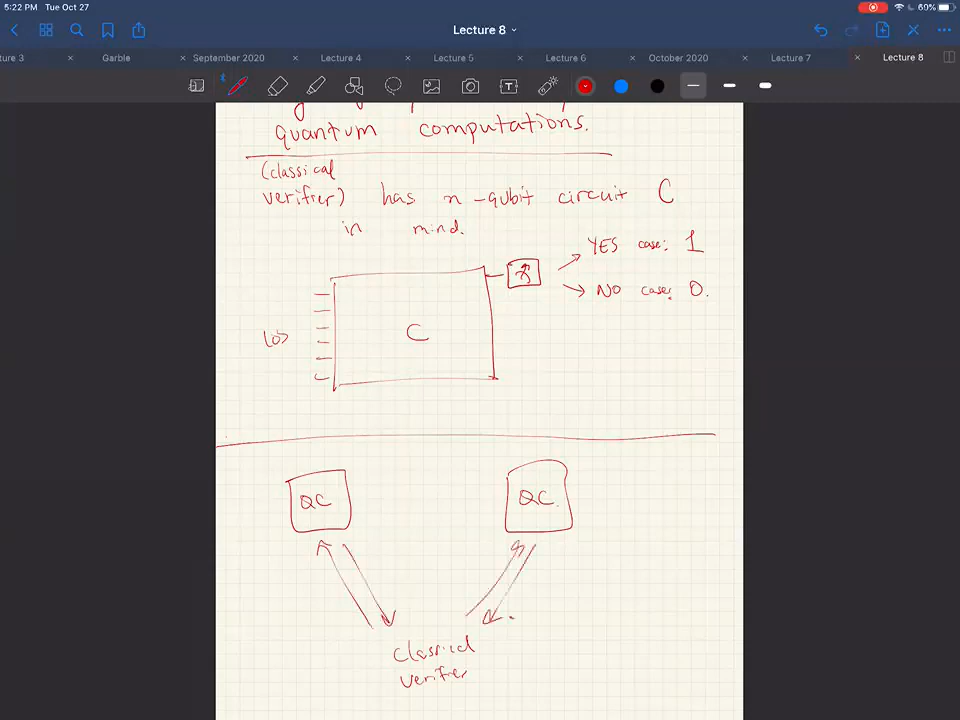 5:22 PM Tue Oct 27
69%
Lecture 8
ture 3
Garble
September 2020
Lecture 4
Lecture 5
Lecture 6
October 2020
Lecture 7
Lecture 8
quantum computations.
(classical
verifier) has n-qubit circuit C
in mind.
YES case: 1
NO case: 0.
|0>
C
QC
QC
classical
verifier